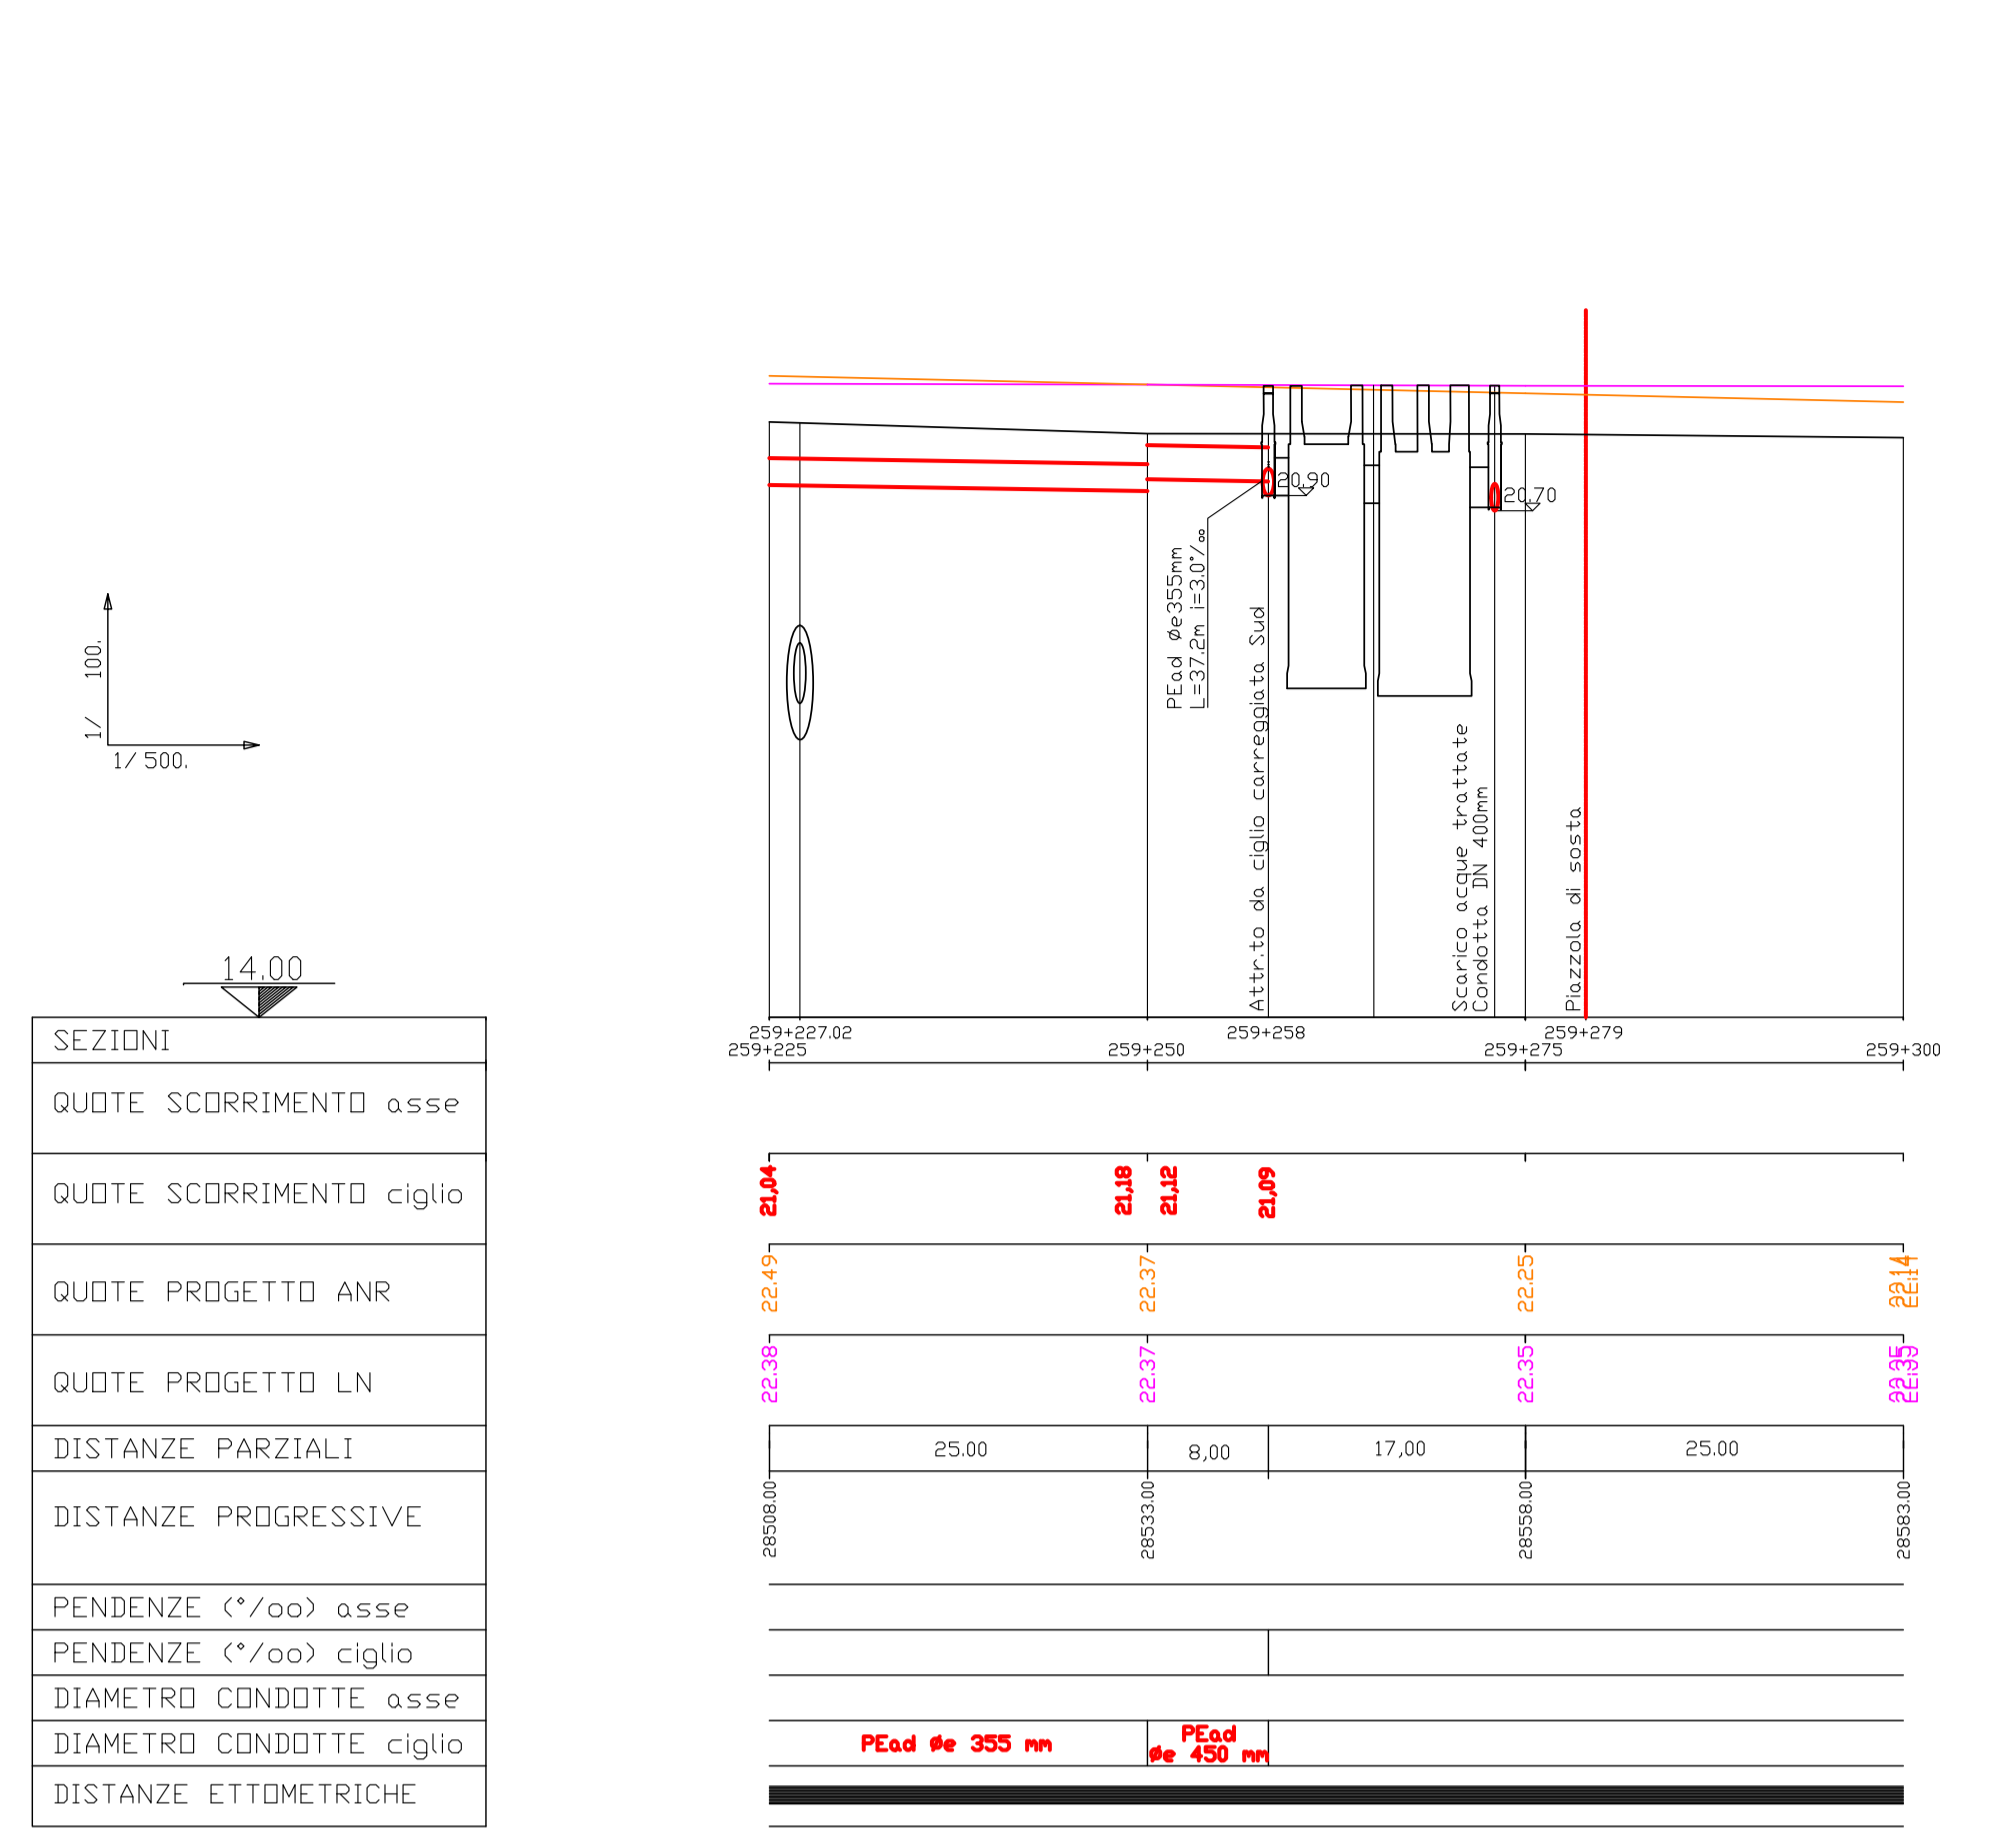 20,90
20,70
PEad Øe355mm
L=37.2m i=3.0°/oo
Attr.to da ciglio carreggiata Sud
Scarico acque trattate
Condotta DN 400mm
Piazzola di sosta
1/ 100.
1/ 500.
14.00
SEZIONI
259+227.02
259+258
259+279
259+225
259+250
259+275
259+300
QUOTE SCORRIMENTO asse
QUOTE SCORRIMENTO ciglio
21,04
21,18
21,12
21,09
QUOTE PROGETTO ANR
22.49
22.37
22.25
22.14
QUOTE PROGETTO LN
22.38
22.37
22.35
DISTANZE PARZIALI
25.00
8,00
17,00
25.00
DISTANZE PROGRESSIVE
28508.00
28533.00
28558.00
28583.00
PENDENZE (°/oo) asse
PENDENZE (°/oo) ciglio
DIAMETRO CONDOTTE asse
DIAMETRO CONDOTTE ciglio
PEad Øe 355 mm
PEad
Øe 450 mm
DISTANZE ETTOMETRICHE